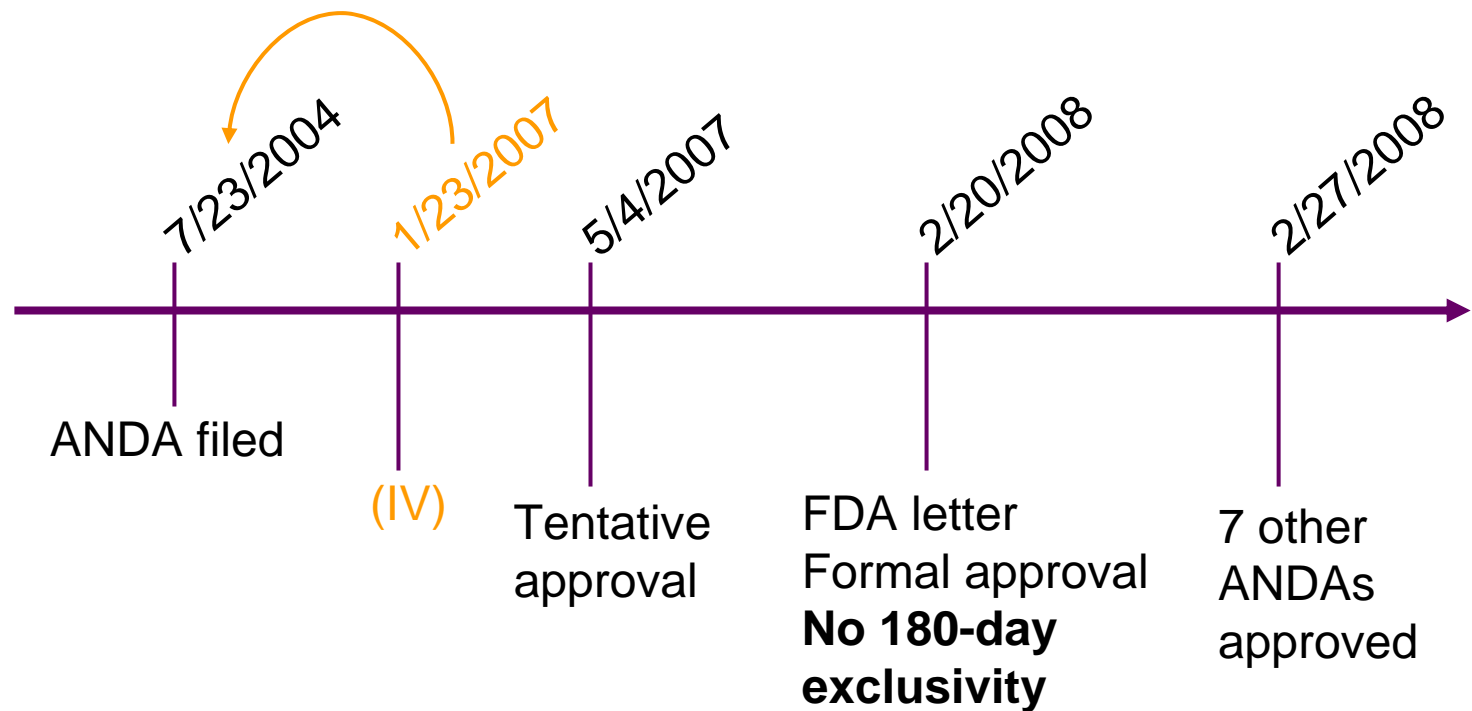 7/23/2004
1/23/2007
5/4/2007
2/20/2008
2/27/2008
ANDA filed
(IV)
Tentative
approval
FDA letter
Formal approval
No 180-day
exclusivity
7 other
ANDAs
approved